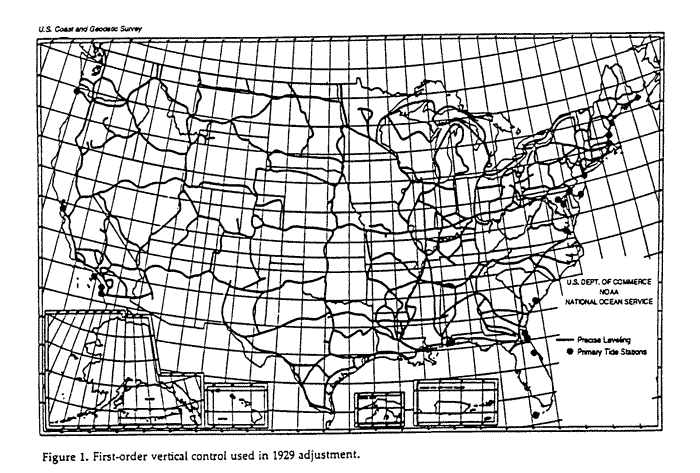 U.S. Coast and Geodetic Survey
U.S. DEPT. OF COMMERCE
NOAA
NATIONAL OCEAN SERVICE
Precise Leveling
Primary Tide Stations
Figure 1. First-order vertical control used in 1929 adjustment.